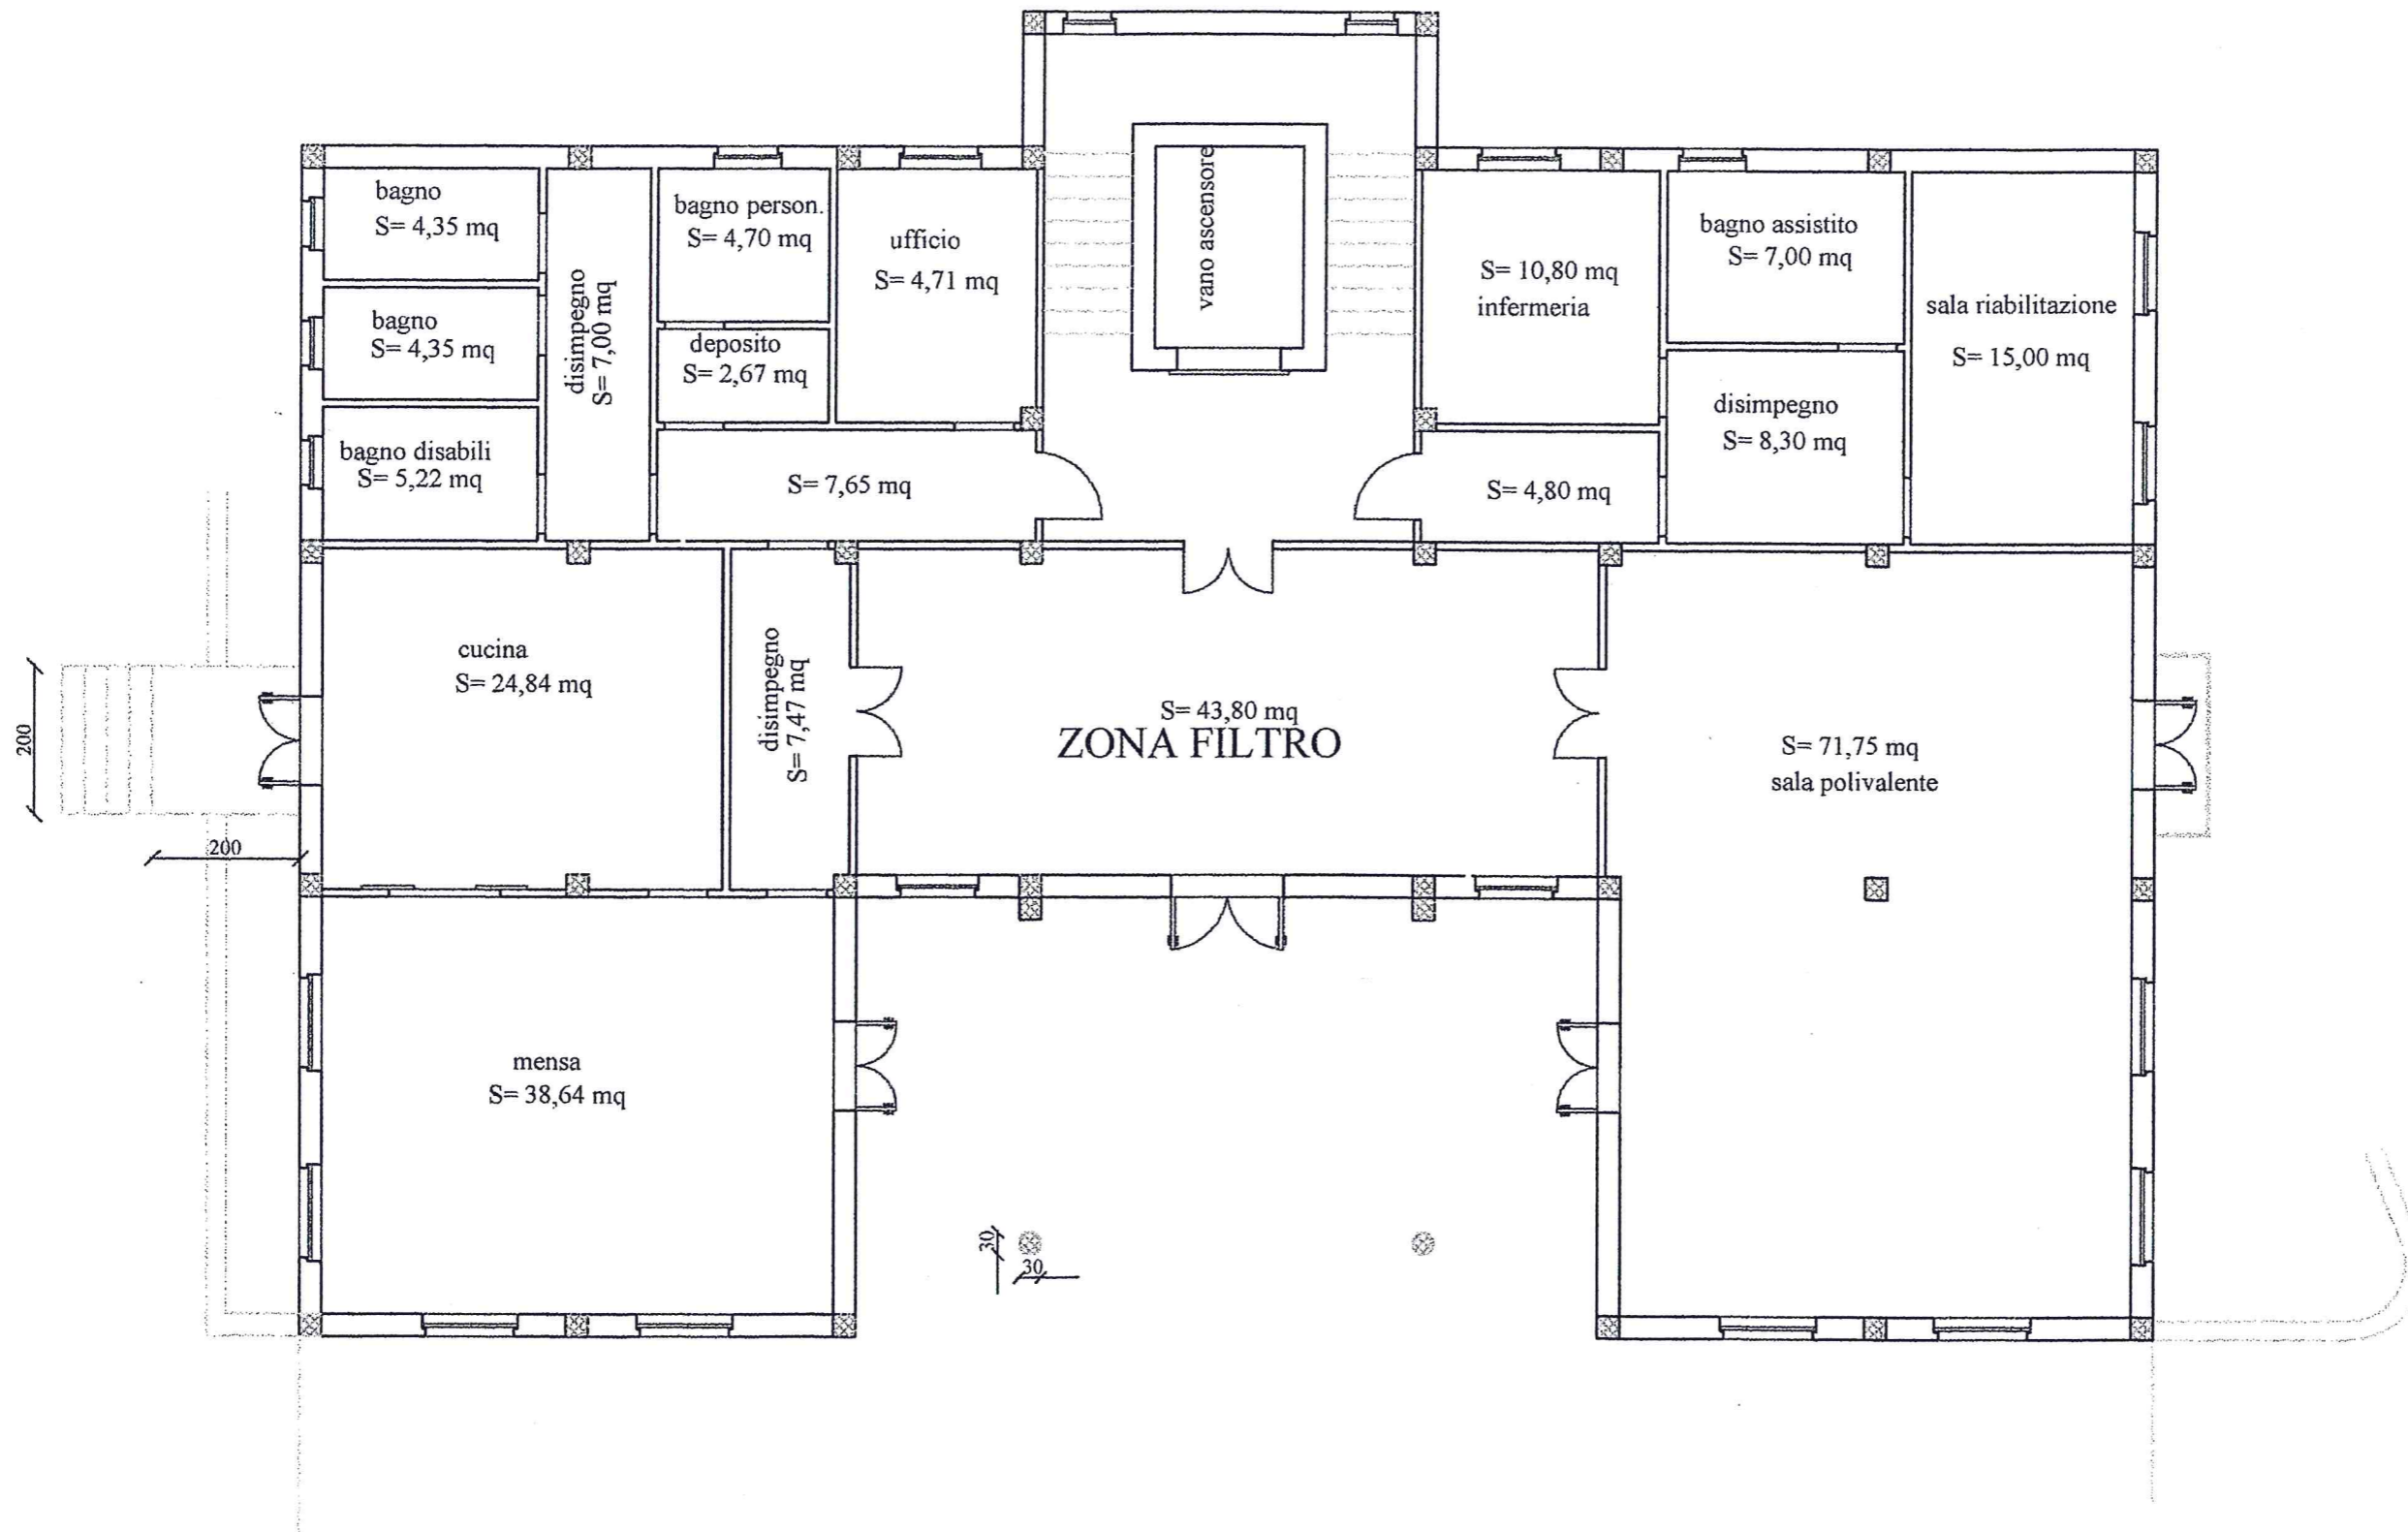 bagno
S= 4,35 mq
bagno
S= 4,35 mq
bagno disabili
S= 5,22 mq
disimpegno
S= 7,00 mq
bagno person.
S= 4,70 mq
deposito
S= 2,67 mq
ufficio
S= 4,71 mq
S= 7,65 mq
vano ascensore
S= 10,80 mq
infermeria
bagno assistito
S= 7,00 mq
disimpegno
S= 8,30 mq
sala riabilitazione
S= 15,00 mq
S= 4,80 mq
cucina
S= 24,84 mq
disimpegno
S= 7,47 mq
S= 43,80 mq
ZONA FILTRO
S= 71,75 mq
sala polivalente
200
200
mensa
S= 38,64 mq
30
30